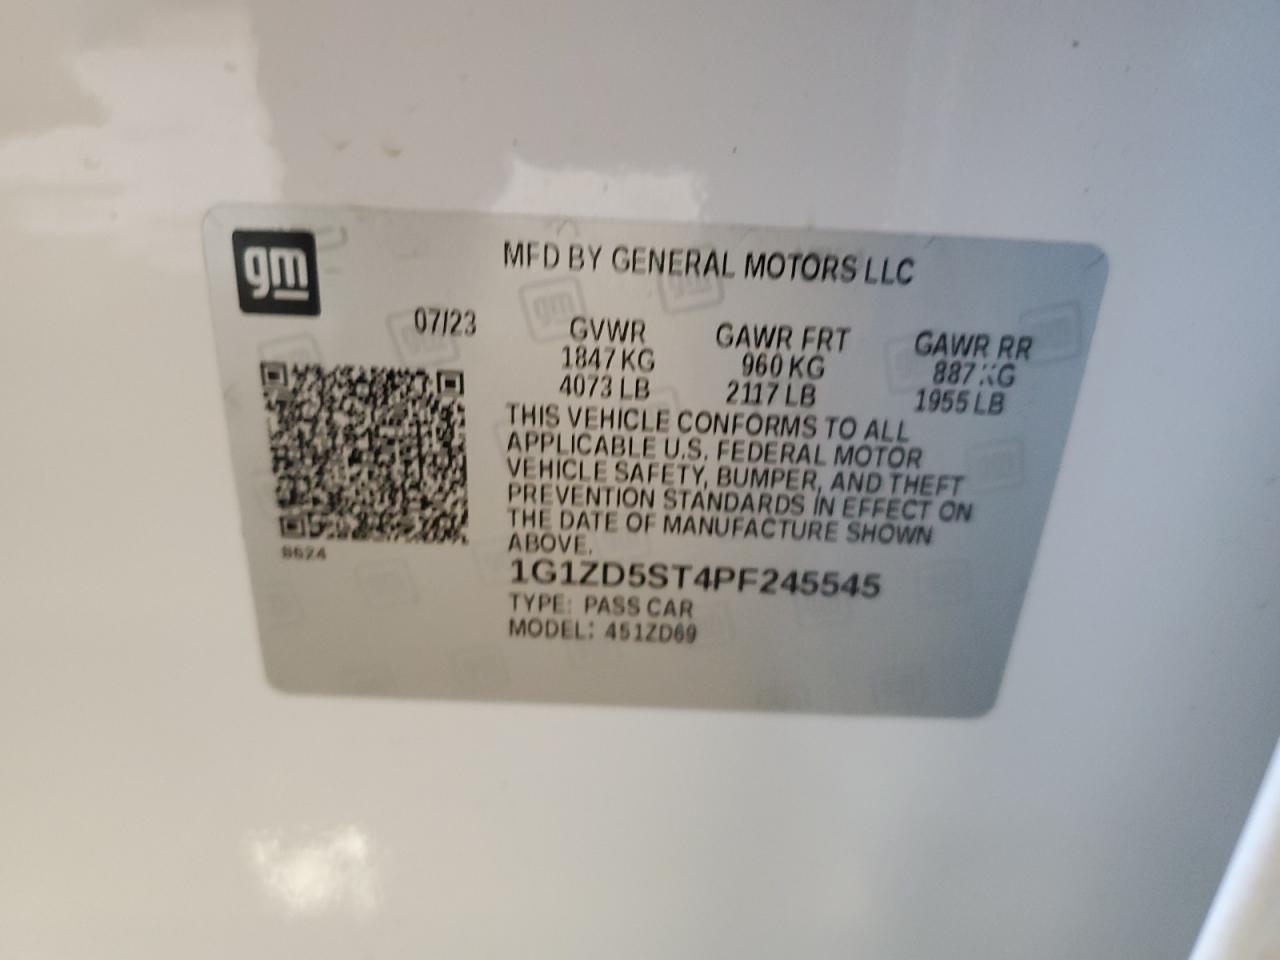 gm
MFD BY GENERAL MOTORS LLC
07/23
GVWR GAWR FRT GAWR RR
1847 KG 960 KG 887 KG
4073 LB 2117 LB 1955 LB
THIS VEHICLE CONFORMS TO ALL
APPLICABLE U.S. FEDERAL MOTOR
VEHICLE SAFETY, BUMPER, AND THEFT
PREVENTION STANDARDS IN EFFECT ON
THE DATE OF MANUFACTURE SHOWN
ABOVE.
8624
1G1ZD5ST4PF245545
TYPE: PASS CAR
MODEL: 451ZD69